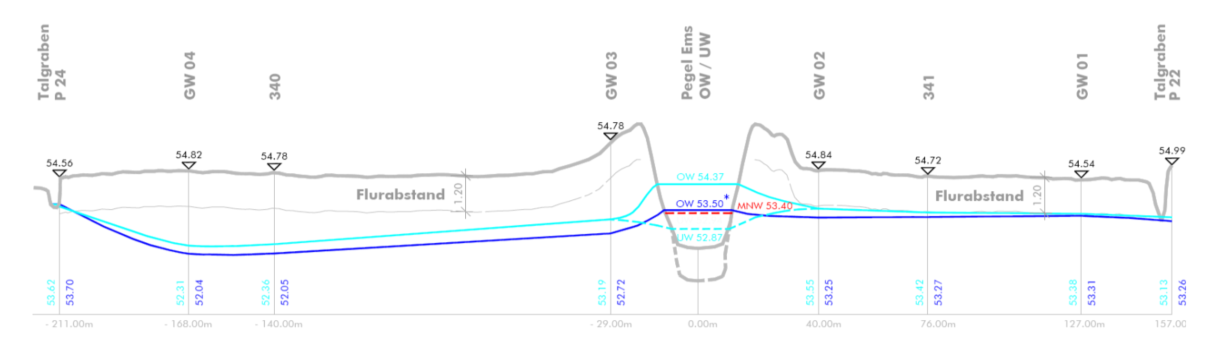 Talgraben
P 24
GW 04
340
GW 03
Pegel Ems
OW / UW
GW 02
341
GW 01
Talgraben
P 22
54.56
54.82
54.78
54.78
54.84
54.72
54.54
54.99
Flurabstand
1.20
OW 54.37
OW 53.50*
MNW 53.40
UW 52.87
Flurabstand
1.20
53.62
53.70
52.31
52.04
52.36
52.05
53.19
52.72
53.55
53.25
53.42
53.27
53.38
53.31
53.13
53.26
- 211.00m
- 168.00m
- 140.00m
- 29.00m
0.00m
40.00m
76.00m
127.00m
157.00